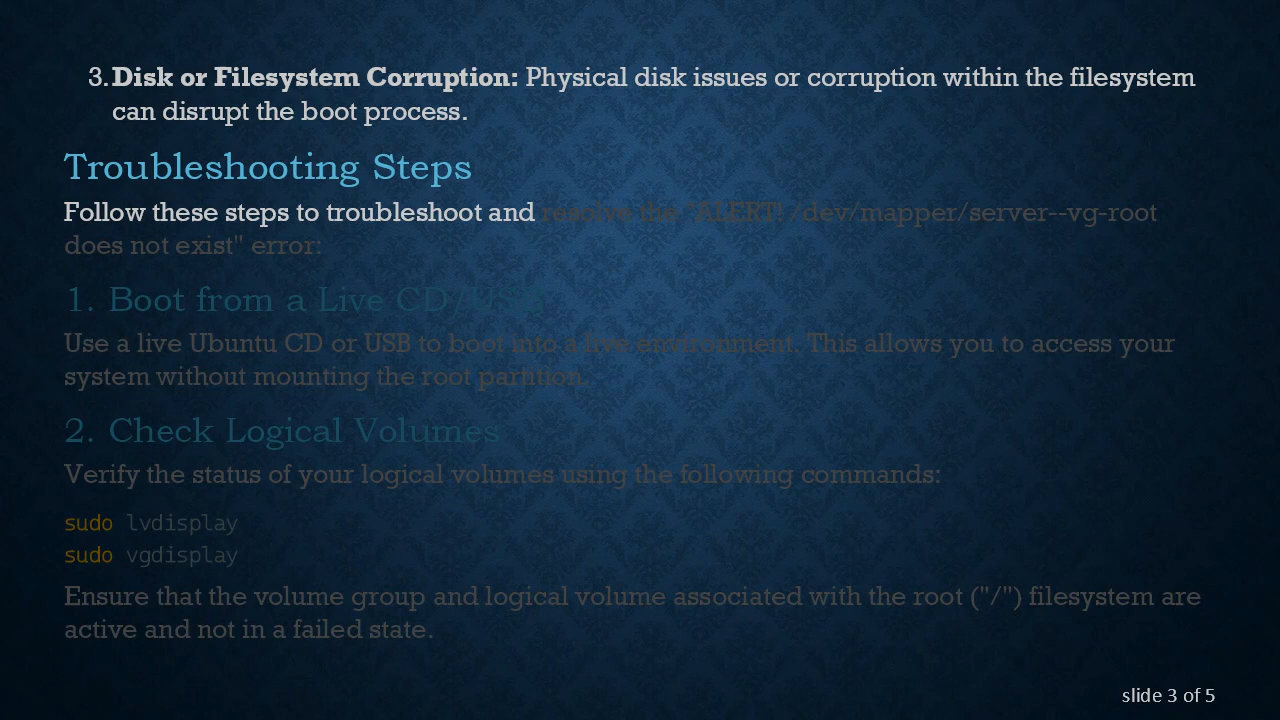 3. Disk or Filesystem Corruption: Physical disk issues or corruption within the filesystem
can disrupt the boot process.
Troubleshooting Steps
Follow these steps to troubleshoot and resolve the "ALERT! /dev/mapper/server--vg-root
does not exist" error:
1. Boot from a Live CD/USB
Use a live Ubuntu CD or USB to boot into a live environment. This allows you to access your
system without mounting the root partition.
2. Check Logical Volumes
Verify the status of your logical volumes using the following commands:
sudo lvdisplay
sudo vgdisplay
Ensure that the volume group and logical volume associated with the root ("/") filesystem are
active and not in a failed state.
slide 3 of 5